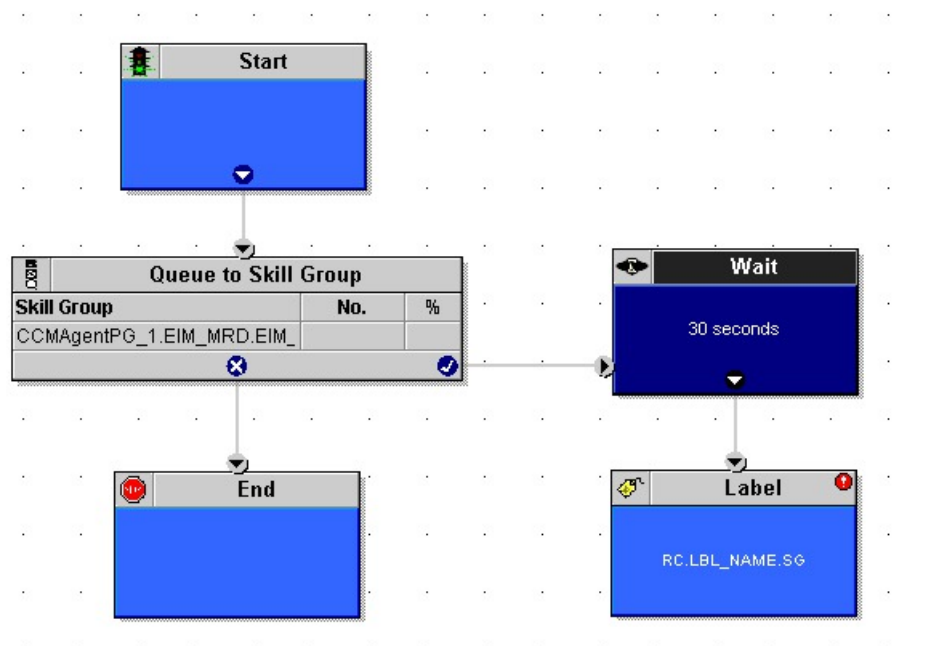 Start
Queue to Skill Group
Skill Group No. %
CCMAgentPG_1.EIM_MRD.EIM_
Wait
30 seconds
End
Label
RC.LBL_NAME.SG